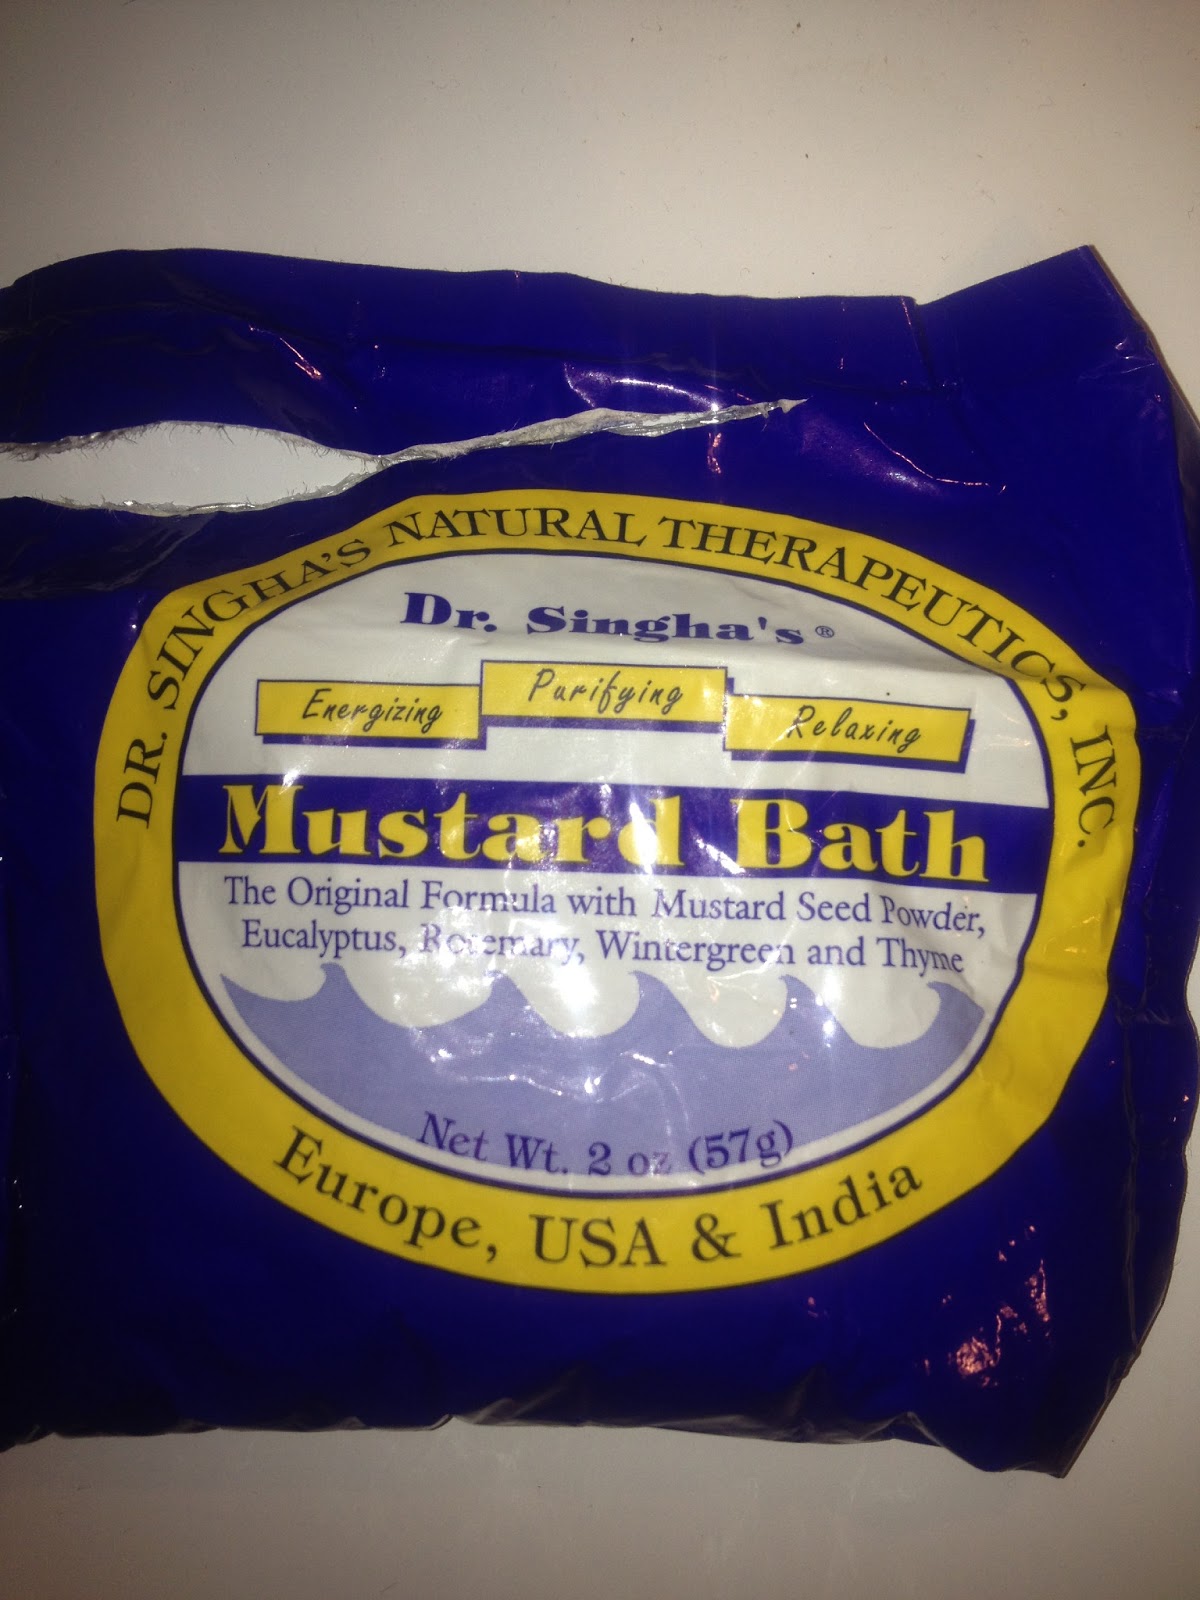 DR. SINGHA'S NATURAL THERAPEUTICS, INC.
Dr. Singha's®
Energizing
Purifying
Relaxing
Mustard Bath
The Original Formula with Mustard Seed Powder,
Eucalyptus, Rosemary, Wintergreen and Thyme
Net Wt. 2 oz (57g)
Europe, USA & India